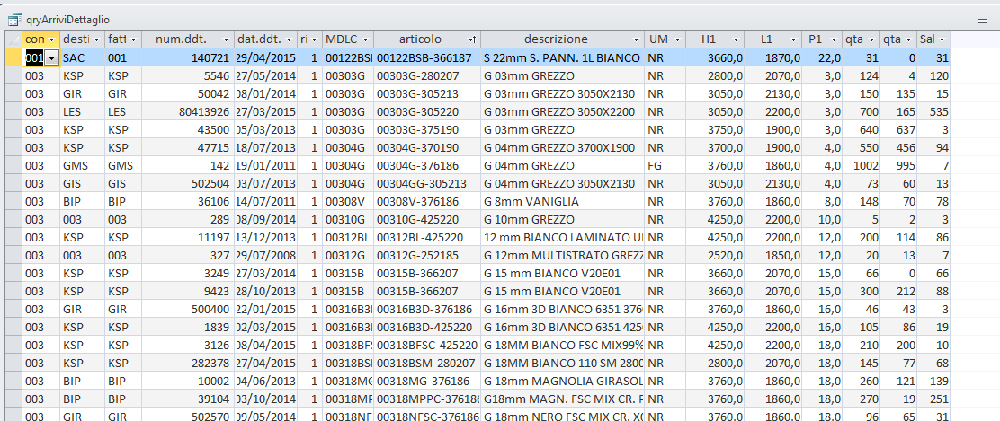 qryArriviDettaglio
con desti fatt num.ddt. dat.ddt. ri MDLC articolo descrizione UM H1 L1 P1 qta qta Sal
001 SAC 001 140721 29/04/2015 1 00122BSB 00122BSB-366187 S 22mm S. PANN. 1L BIANCO NR 3660,0 1870,0 22,0 31 0 31
003 KSP KSP 5546 27/05/2014 1 00303G 00303G-280207 G 03mm GREZZO NR 2800,0 2070,0 3,0 124 4 120
003 GIR GIR 50042 08/01/2014 1 00303G 00303G-305213 G 03mm GREZZO 3050X2130 NR 3050,0 2130,0 3,0 150 135 15
003 LES LES 80413926 27/03/2015 1 00303G 00303G-305220 G 03mm GREZZO 3050X2200 NR 3050,0 2200,0 3,0 700 165 535
003 KSP KSP 43500 05/03/2013 1 00303G 00303G-375190 G 03mm GREZZO NR 3750,0 1900,0 3,0 640 637 3
003 KSP KSP 47715 18/07/2013 1 00304G 00304G-370190 G 04mm GREZZO 3700X1900 NR 3700,0 1900,0 4,0 550 456 94
003 GMS GMS 142 19/01/2011 1 00304G 00304G-376186 G 04mm GREZZO FG 3760,0 1860,0 4,0 1002 995 7
003 GIS GIS 502504 03/07/2013 1 00304G 00304GG-305213 G 04mm GREZZO 3050X2130 NR 3050,0 2130,0 4,0 73 60 13
003 BIP BIP 36106 14/07/2011 1 00308V 00308V-376186 G 8mm VANIGLIA NR 3760,0 1860,0 8,0 148 70 78
003 003 003 289 08/09/2014 1 00310G 00310G-425220 G 10mm GREZZO NR 4250,0 2200,0 10,0 5 2 3
003 KSP KSP 11197 13/12/2013 1 00312BL 00312BL-425220 12 mm BIANCO LAMINATO NR 4250,0 2200,0 12,0 200 114 86
003 003 003 327 29/07/2008 1 00312G 00312G-252185 G 12mm MULTISTRATO GREZZ NR 2520,0 1850,0 12,0 20 13 7
003 KSP KSP 3249 27/03/2014 1 00315B 00315B-366207 G 15 mm BIANCO V20E01 NR 3660,0 2070,0 15,0 66 0 66
003 KSP KSP 9423 28/10/2013 1 00315B 00315B-366207 G 15 mm BIANCO V20E01 NR 3660,0 2070,0 15,0 300 212 88
003 GIR GIR 500400 22/01/2015 1 00316B3D 00316B3D-376186 G 16mm 3D BIANCO 6351 376 NR 3760,0 1860,0 16,0 46 43 3
003 KSP KSP 1839 02/03/2015 1 00316B3D 00316B3D-425220 G 16mm 3D BIANCO 6351 425 NR 4250,0 2200,0 16,0 105 86 19
003 KSP KSP 3126 08/04/2015 1 00318BFS 00318BFSC-425220 G 18MM BIANCO FSC MIX99% NR 4250,0 2200,0 18,0 210 200 10
003 KSP KSP 282378 27/04/2015 1 00318BSM 00318BSM-280207 G 18MM BIANCO 110 SM 2800 NR 2800,0 2070,0 18,0 145 77 68
003 BIP BIP 10002 04/06/2013 1 00318MG 00318MG-376186 G 18mm MAGNOLIA GIRASOL NR 3760,0 1860,0 18,0 260 121 139
003 BIP BIP 39104 03/10/2014 1 00318MP 00318MPPC-376186 G18mm MAGN. FSC MIX CR. P NR 3760,0 1860,0 18,0 270 19 251
003 GIR GIR 502570 09/05/2014 1 00318NF 00318NFSC-376186 G 18mm NERO FSC MIX CR. NR 3760,0 1860,0 18,0 96 65 31